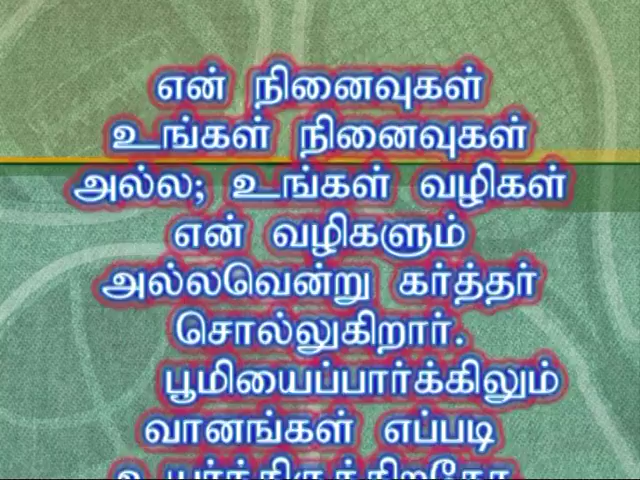 என் நினைவுகள்
உங்கள் நினைவுகள்
அல்ல; உங்கள் வழிகள்
என் வழிகளும்
அல்லவென்று கர்த்தர்
சொல்லுகிறார்.
பூமியைப்பார்க்கிலும்
வானங்கள் எப்படி